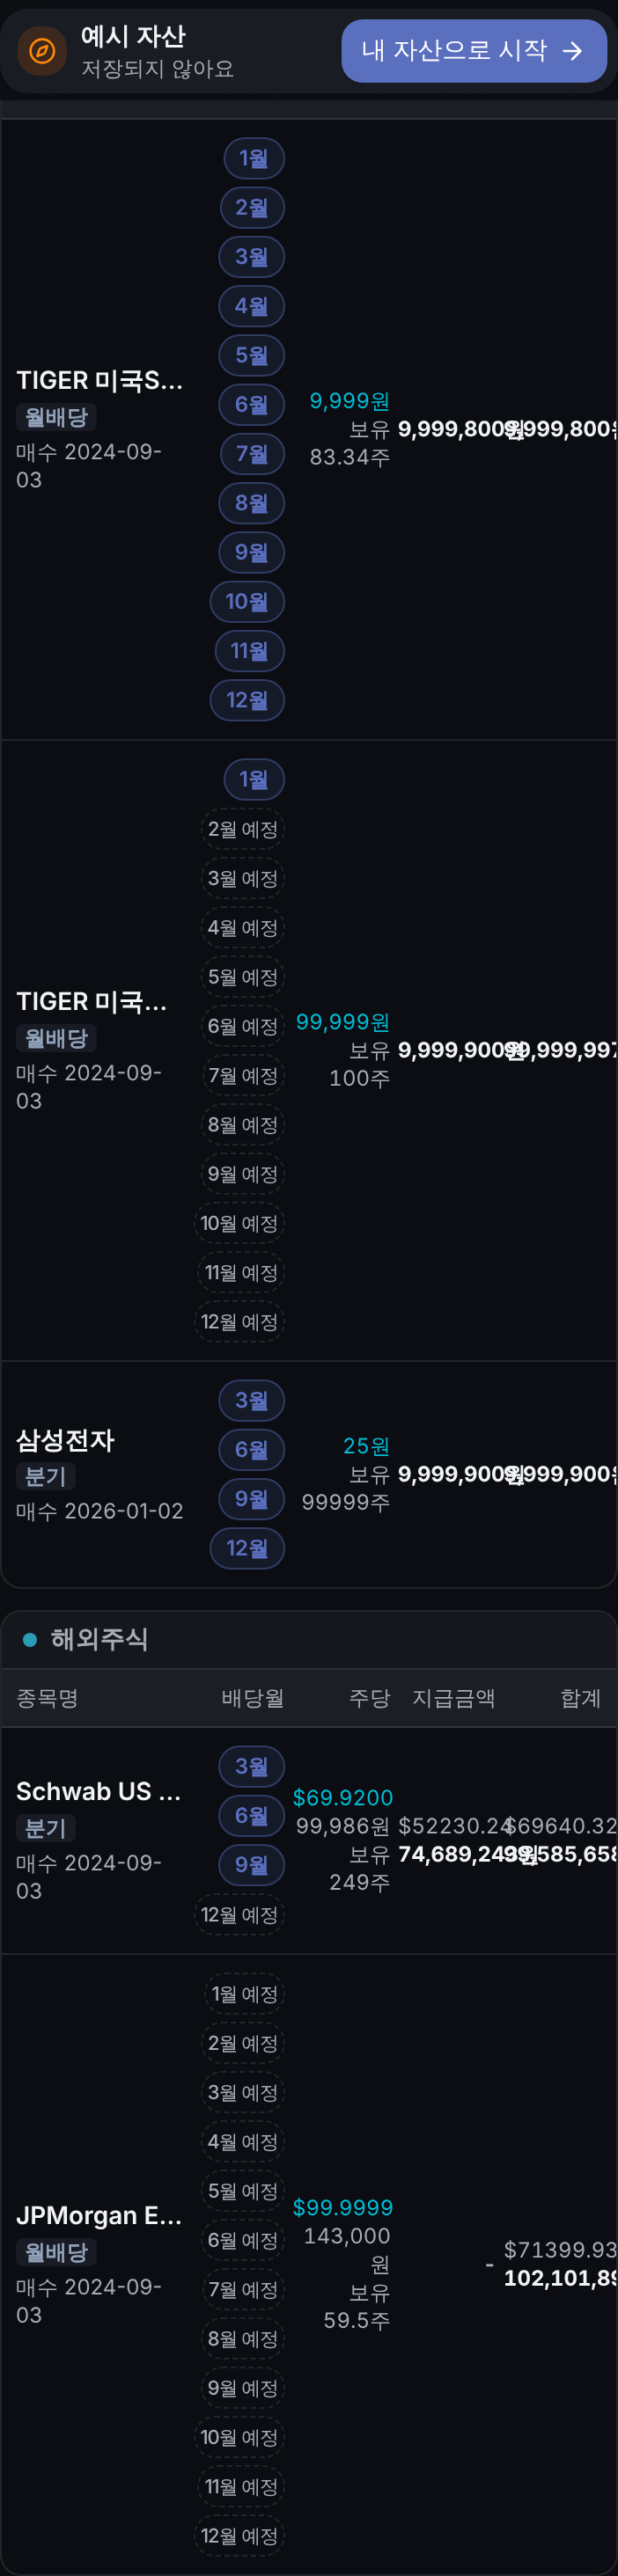 예시 자산
저장되지 않아요
내 자산으로 시작 →
1월
2월
3월
4월
5월
6월
7월
8월
9월
10월
11월
12월
TIGER 미국S...
월배당
매수 2024-09-
03
9,999원
보유
83.34주
9,999,800원
1월
2월 예정
3월 예정
4월 예정
5월 예정
6월 예정
7월 예정
8월 예정
9월 예정
10월 예정
11월 예정
12월 예정
TIGER 미국...
월배당
매수 2024-09-
03
99,999원
보유
100주
9,999,900원
3월
6월
9월
12월
삼성전자
분기
매수 2026-01-02
25원
보유
99999주
9,999,900원
해외주식
종목명 배당월 주당 지급금액 합계
3월
6월
9월
12월 예정
Schwab US ...
분기
매수 2024-09-
03
$69.9200
99,986원
보유
249주
$52230.24
$69640.32
1월 예정
2월 예정
3월 예정
4월 예정
5월 예정
6월 예정
7월 예정
8월 예정
9월 예정
10월 예정
11월 예정
12월 예정
JPMorgan E...
월배당
매수 2024-09-
03
$99.9999
143,000
원
보유
59.5주
-
$71399.93